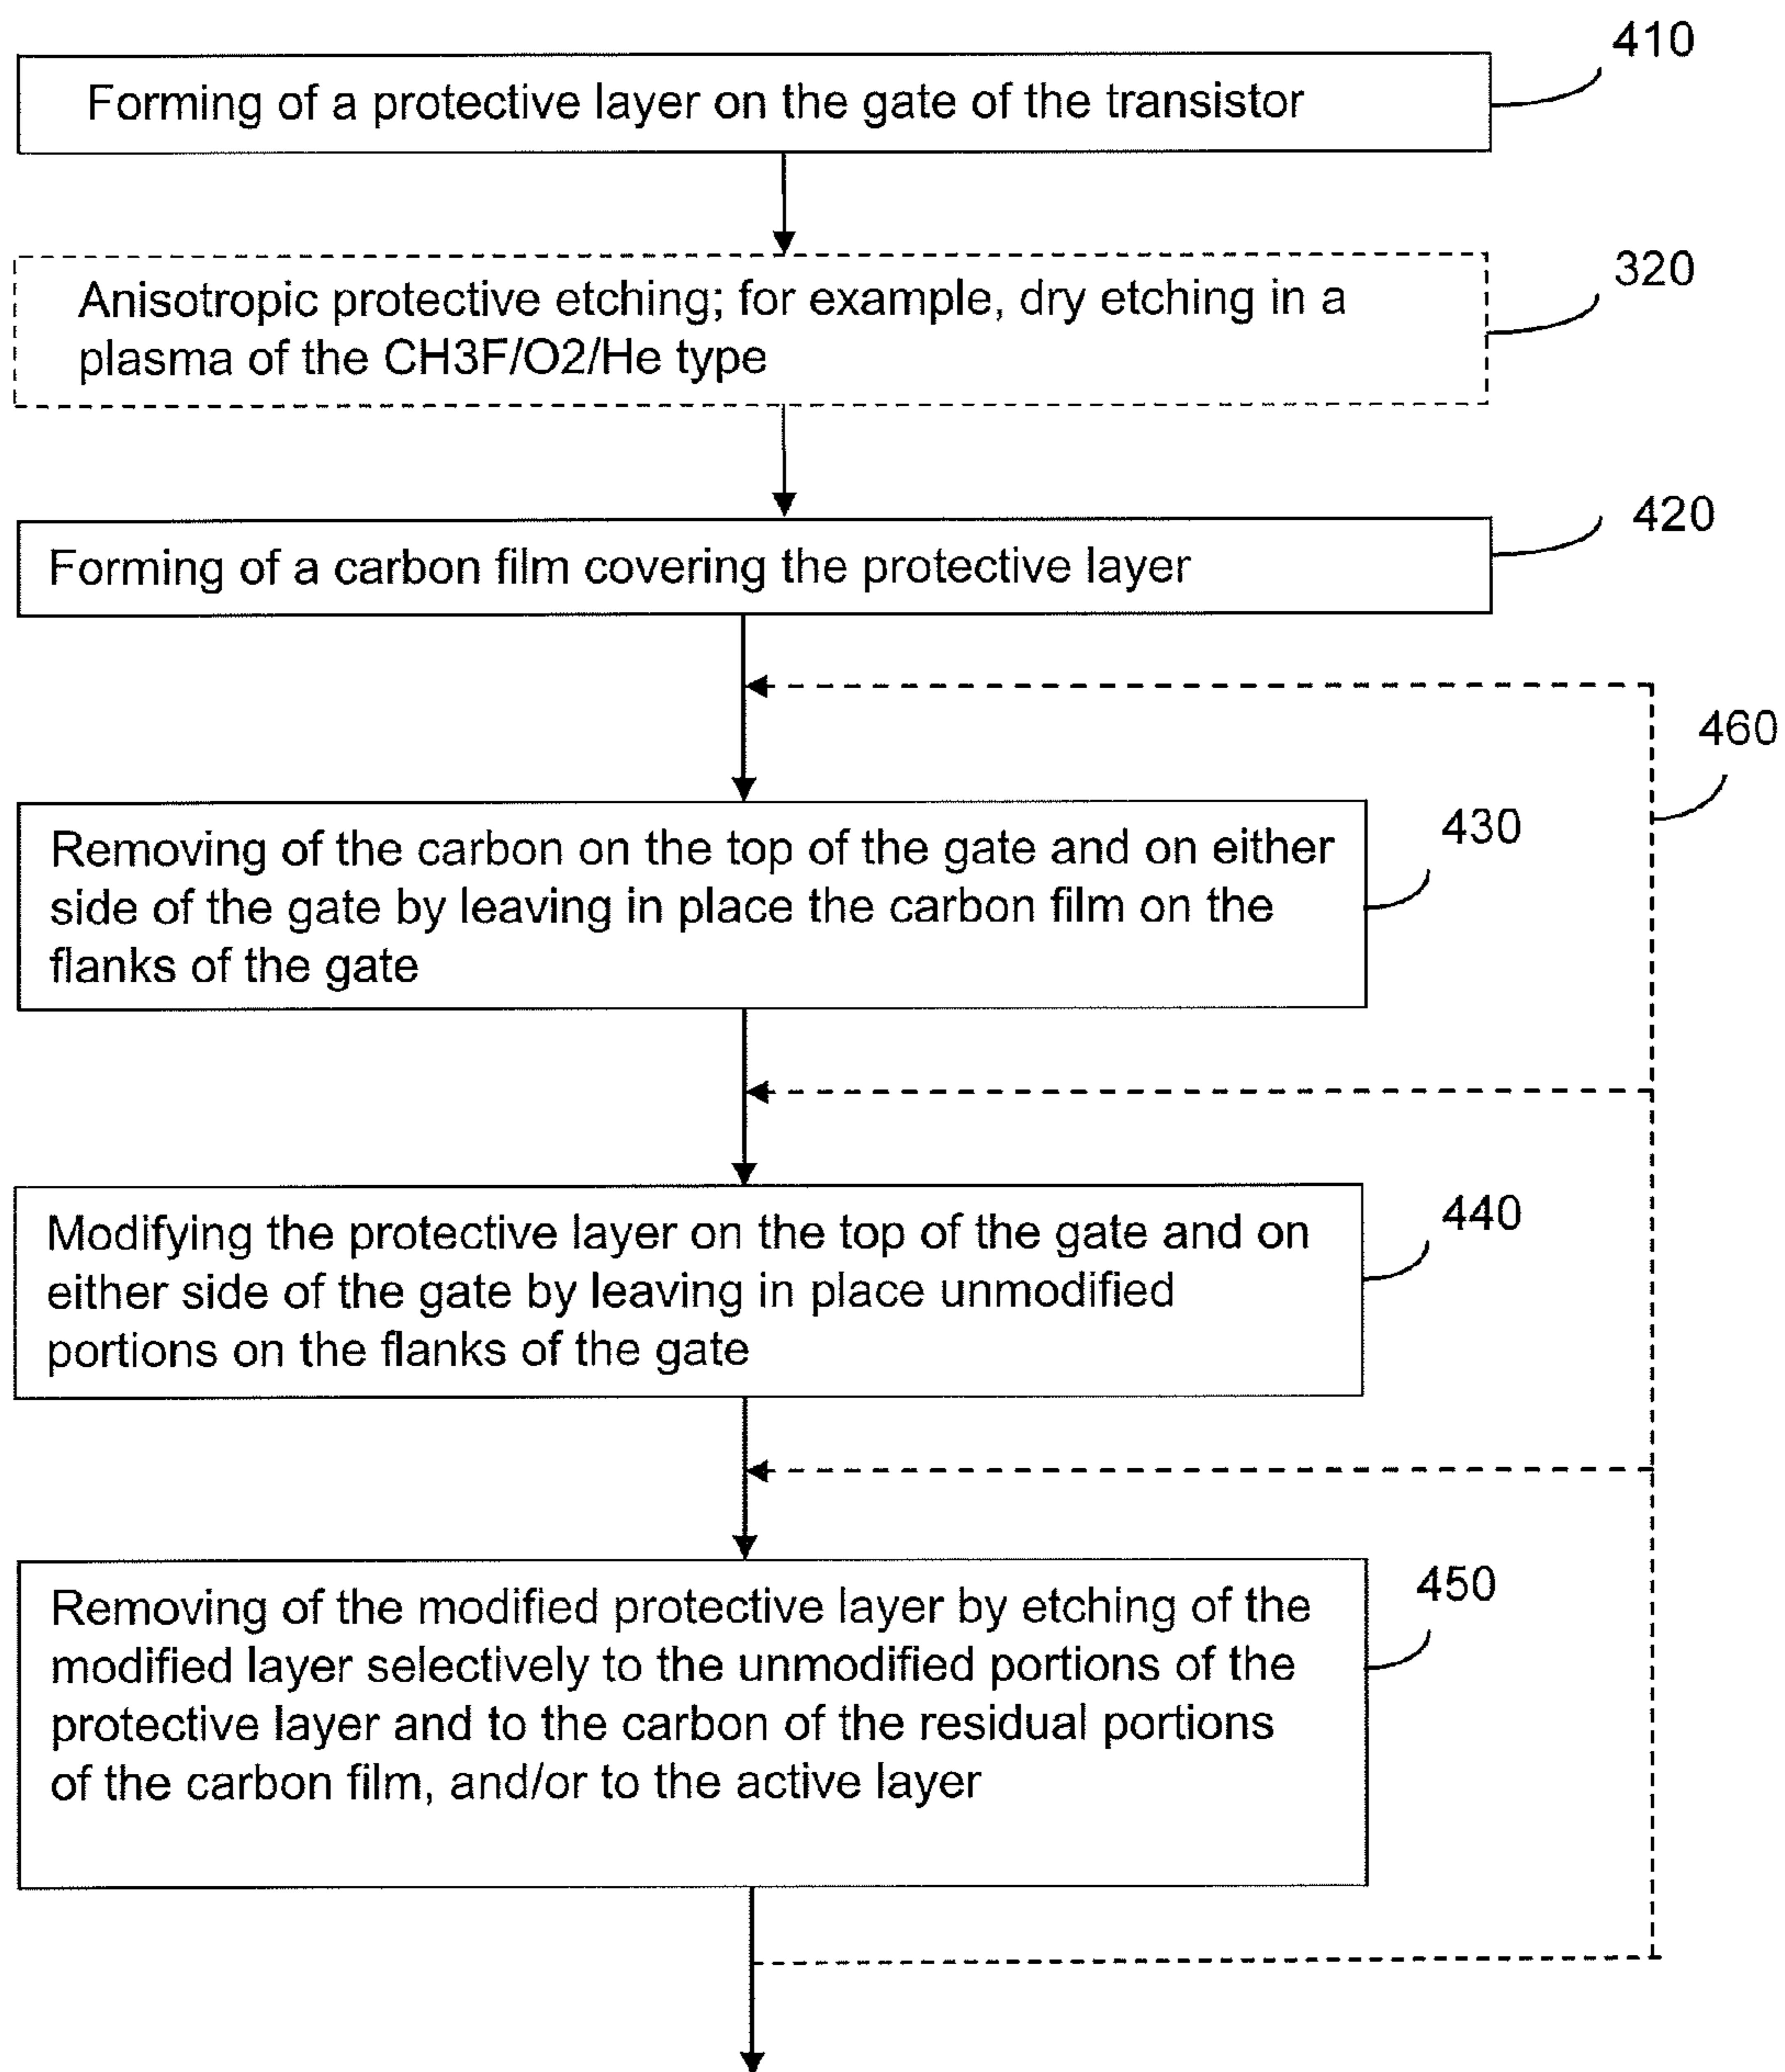 410
Forming of a protective layer on the gate of the transistor
320
Anisotropic protective etching; for example, dry etching in a
plasma of the CH3F/O2/He type
420
Forming of a carbon film covering the protective layer
460
430
Removing of the carbon on the top of the gate and on either
side of the gate by leaving in place the carbon film on the
flanks of the gate
440
Modifying the protective layer on the top of the gate and on
either side of the gate by leaving in place unmodified
portions on the flanks of the gate
450
Removing of the modified protective layer by etching of the
modified layer selectively to the unmodified portions of the
protective layer and to the carbon of the residual portions
of the carbon film, and/or to the active layer